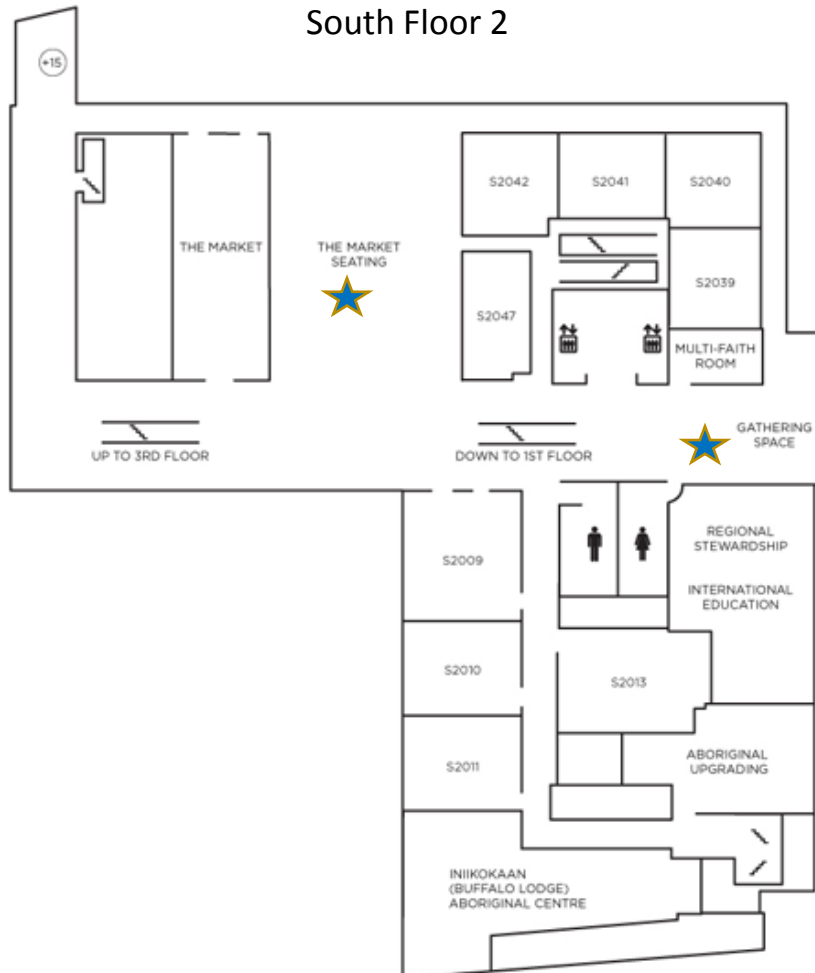 South Floor 2
+15
S2042
S2041
S2040
THE MARKET
THE MARKET
SEATING
S2039
S2047
MULTI-FAITH
ROOM
GATHERING
SPACE
UP TO 3RD FLOOR
DOWN TO 1ST FLOOR
REGIONAL
STEWARDSHIP
S2009
INTERNATIONAL
EDUCATION
S2010
S2013
S2011
ABORIGINAL
UPGRADING
INIIKOKAAN
(BUFFALO LODGE)
ABORIGINAL CENTRE